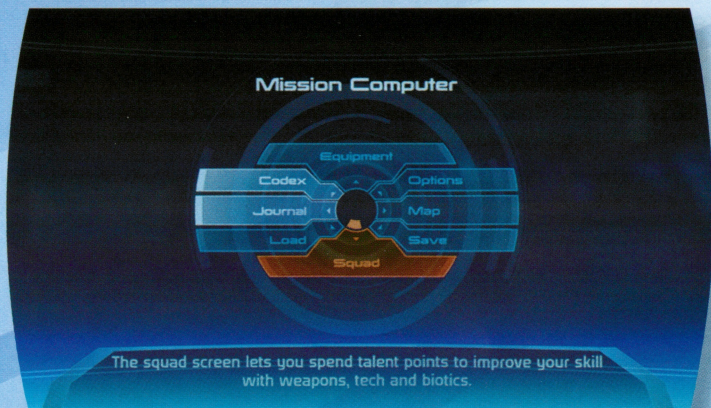 Mission Computer
Equipment
Codex
Options
Journal
Map
Load
Save
Squad
The squad screen lets you spend talent points to improve your skill
with weapons, tech and biotics.